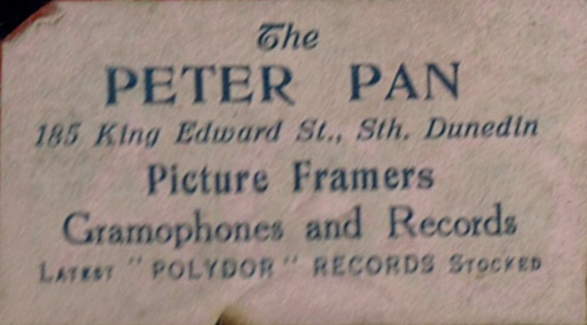 The
PETER PAN
185 King Edward St., Sth. Dunedin
Picture Framers
Gramophones and Records
LATEST "POLYDOR" RECORDS STOCKED